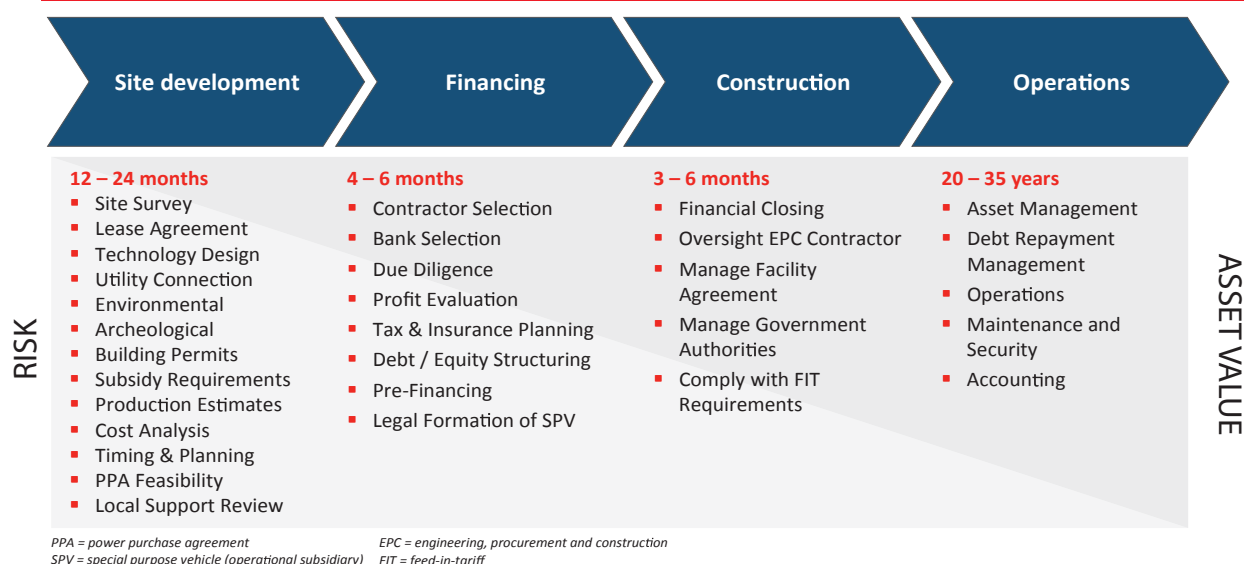 Site development
Financing
Construction
Operations
RISK
12 – 24 months
Site Survey
Lease Agreement
Technology Design
Utility Connection
Environmental
Archeological
Building Permits
Subsidy Requirements
Production Estimates
Cost Analysis
Timing & Planning
PPA Feasibility
Local Support Review
4 – 6 months
Contractor Selection
Bank Selection
Due Diligence
Profit Evaluation
Tax & Insurance Planning
Debt / Equity Structuring
Pre-Financing
Legal Formation of SPV
3 – 6 months
Financial Closing
Oversight EPC Contractor
Manage Facility
Agreement
Manage Government
Authorities
Comply with FIT
Requirements
20 – 35 years
Asset Management
Debt Repayment
Management
Operations
Maintenance and
Security
Accounting
ASSET VALUE
PPA = power purchase agreement
SPV = special purpose vehicle (operational subsidiary)
EPC = engineering, procurement and construction
FIT = feed-in-tariff